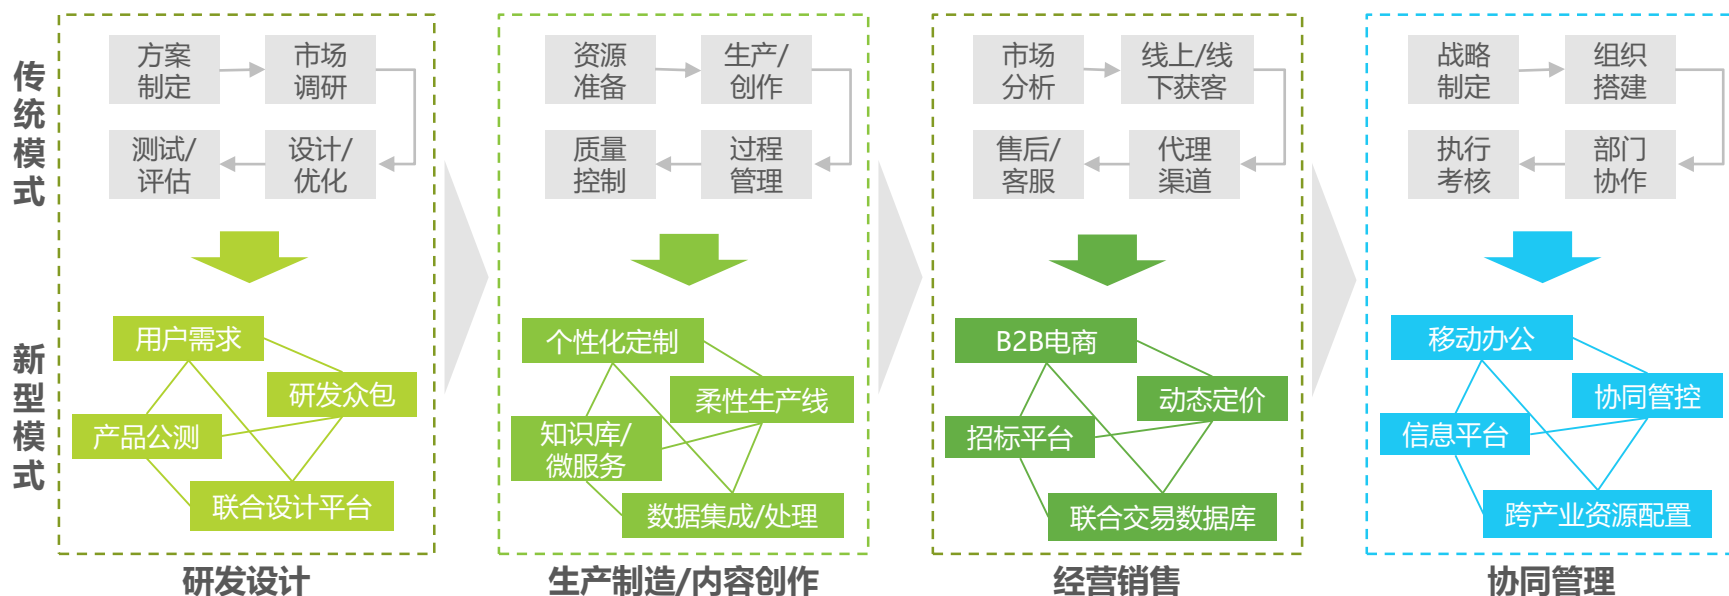 传统模式
方案
制定
市场
调研
测试/
评估
设计/
优化
资源
准备
生产/
创作
质量
控制
过程
管理
市场
分析
线上/线
下获客
售后/
客服
代理
渠道
战略
制定
组织
搭建
执行
考核
部门
协作
新型模式
用户需求
研发众包
产品公测
联合设计平台
个性化定制
柔性生产线
知识库/
微服务
数据集成/处理
B2B电商
动态定价
招标平台
联合交易数据库
移动办公
协同管控
信息平台
跨产业资源配置
研发设计
生产制造/内容创作
经营销售
协同管理